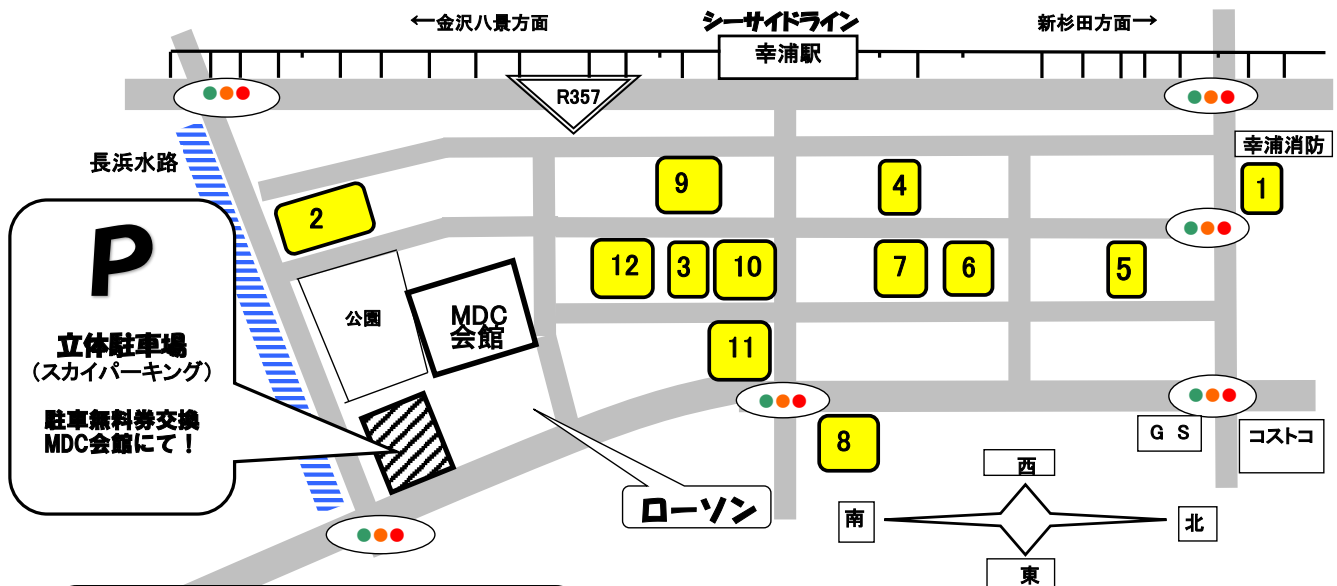 ←金沢八景方面
シーサイドライン
新杉田方面→
幸浦駅
R357
長浜水路
幸浦消防
P
立体駐車場
（スカイパーキング）
駐車無料券交換
MDC会館にて！
公園
MDC
会館
ローソン
1
2
9
4
12
3
10
7
6
5
11
8
G S
コストコ
西
南
北
東